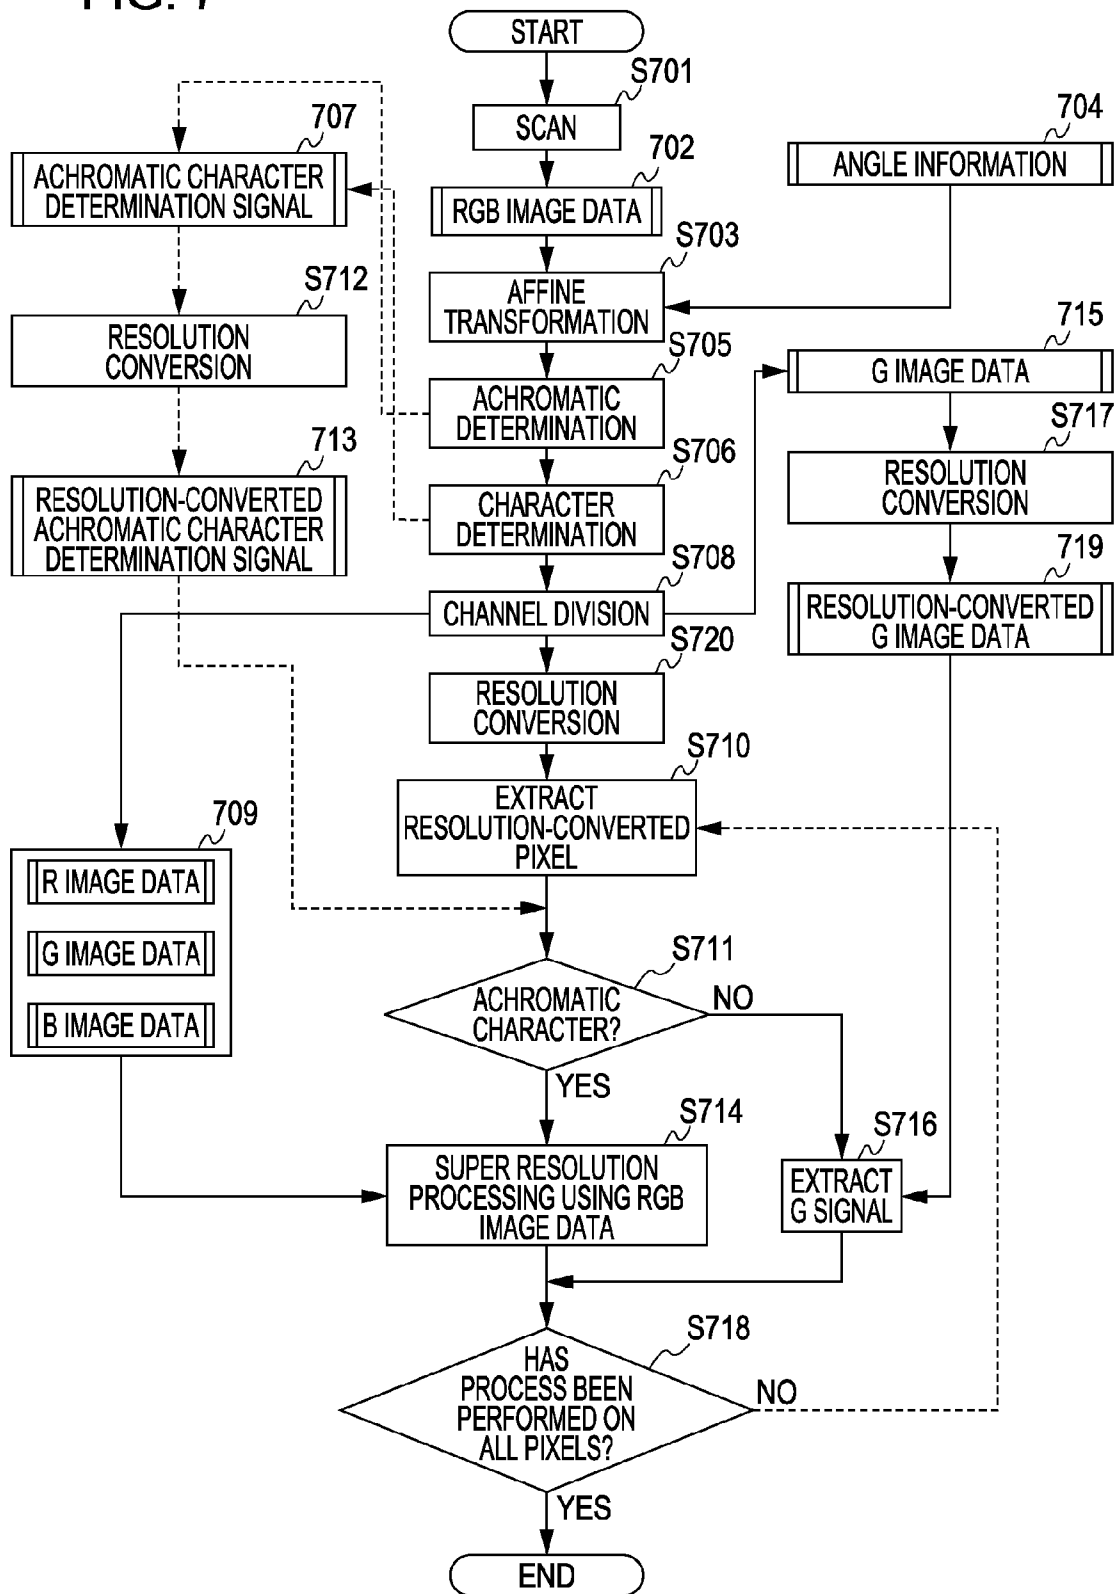 FIG. 7
START
S701
SCAN
707
ACHROMATIC CHARACTER
DETERMINATION SIGNAL
702
RGB IMAGE DATA
704
ANGLE INFORMATION
S703
AFFINE
TRANSFORMATION
S712
RESOLUTION
CONVERSION
S705
ACHROMATIC
DETERMINATION
715
G IMAGE DATA
713
RESOLUTION-CONVERTED
ACHROMATIC CHARACTER
DETERMINATION SIGNAL
S706
CHARACTER
DETERMINATION
S717
RESOLUTION
CONVERSION
S708
CHANNEL DIVISION
719
RESOLUTION-CONVERTED
G IMAGE DATA
S720
RESOLUTION
CONVERSION
S710
EXTRACT
RESOLUTION-CONVERTED
PIXEL
709
R IMAGE DATA
G IMAGE DATA
B IMAGE DATA
S711
ACHROMATIC
CHARACTER?
NO
YES
S714
SUPER RESOLUTION
PROCESSING USING RGB
IMAGE DATA
S716
EXTRACT
G SIGNAL
S718
HAS
PROCESS BEEN
PERFORMED ON
ALL PIXELS?
NO
YES
END